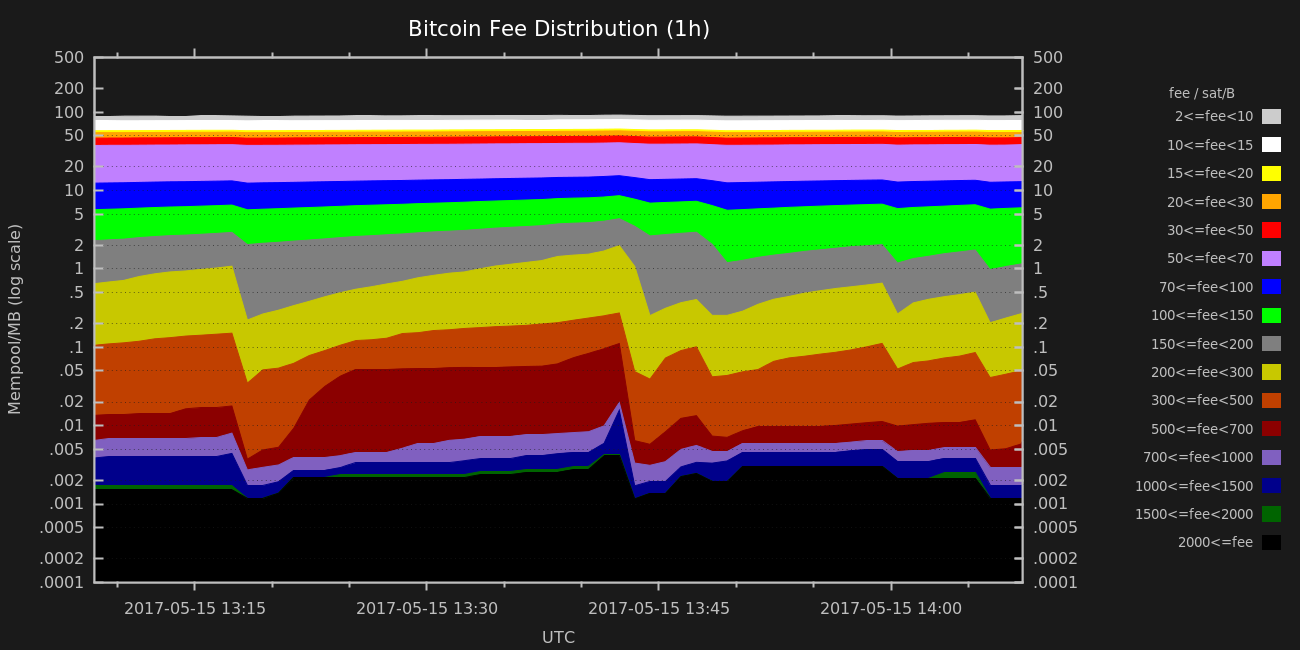 Bitcoin Fee Distribution (1h)
500
200
100
50
20
10
5
2
1
.5
.2
.1
.05
.02
.01
.005
.002
.001
.0005
.0002
.0001
Mempool/MB (log scale)
500
200
100
50
20
10
5
2
1
.5
.2
.1
.05
.02
.01
.005
.002
.001
.0005
.0002
.0001
2017-05-15 13:15 2017-05-15 13:30 2017-05-15 13:45 2017-05-15 14:00
UTC
fee / sat/B
2<=fee<10
10<=fee<15
15<=fee<20
20<=fee<30
30<=fee<50
50<=fee<70
70<=fee<100
100<=fee<150
150<=fee<200
200<=fee<300
300<=fee<500
500<=fee<700
700<=fee<1000
1000<=fee<1500
1500<=fee<2000
2000<=fee